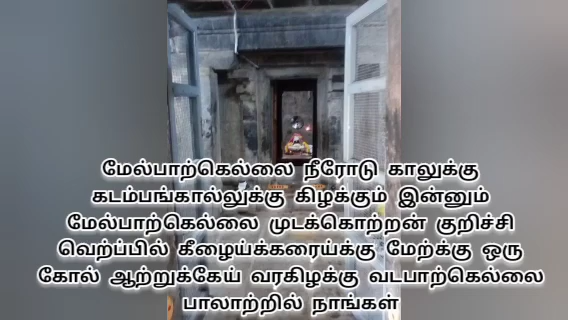 மேல்பாற்கெல்லை நீரோடு காலுக்கு
கடம்பங்கால்லுக்கு கிழக்கும் இன்னும்
மேல்பாற்கெல்லை முடக்கொற்றன் குறிச்சி
வெற்ப்பில் கீழைய்க்கரைய்க்கு மேற்க்கு ஒரு
கோல் ஆற்றுக்கேய் வரகிழக்கு வடபாற்கெல்லை
பாலாற்றில் நாங்கள்